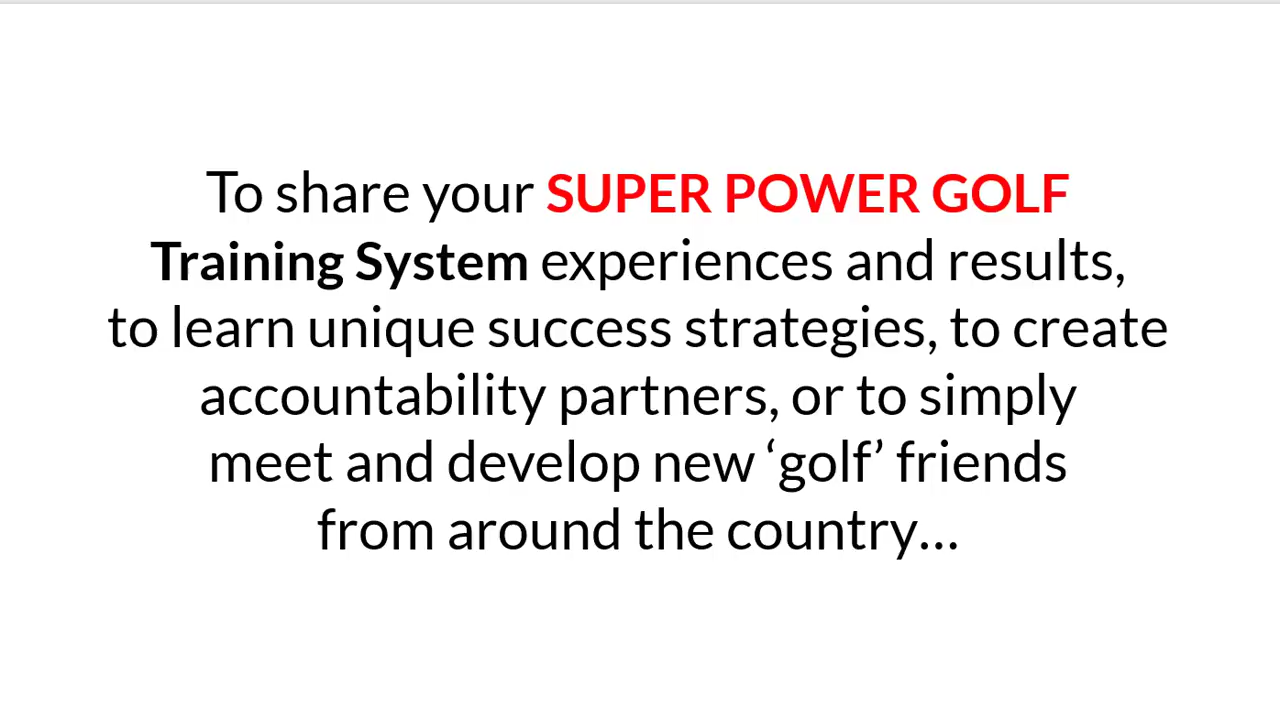 To share your SUPER POWER GOLF
Training System experiences and results,
to learn unique success strategies, to create
accountability partners, or to simply
meet and develop new ‘golf’ friends
from around the country...